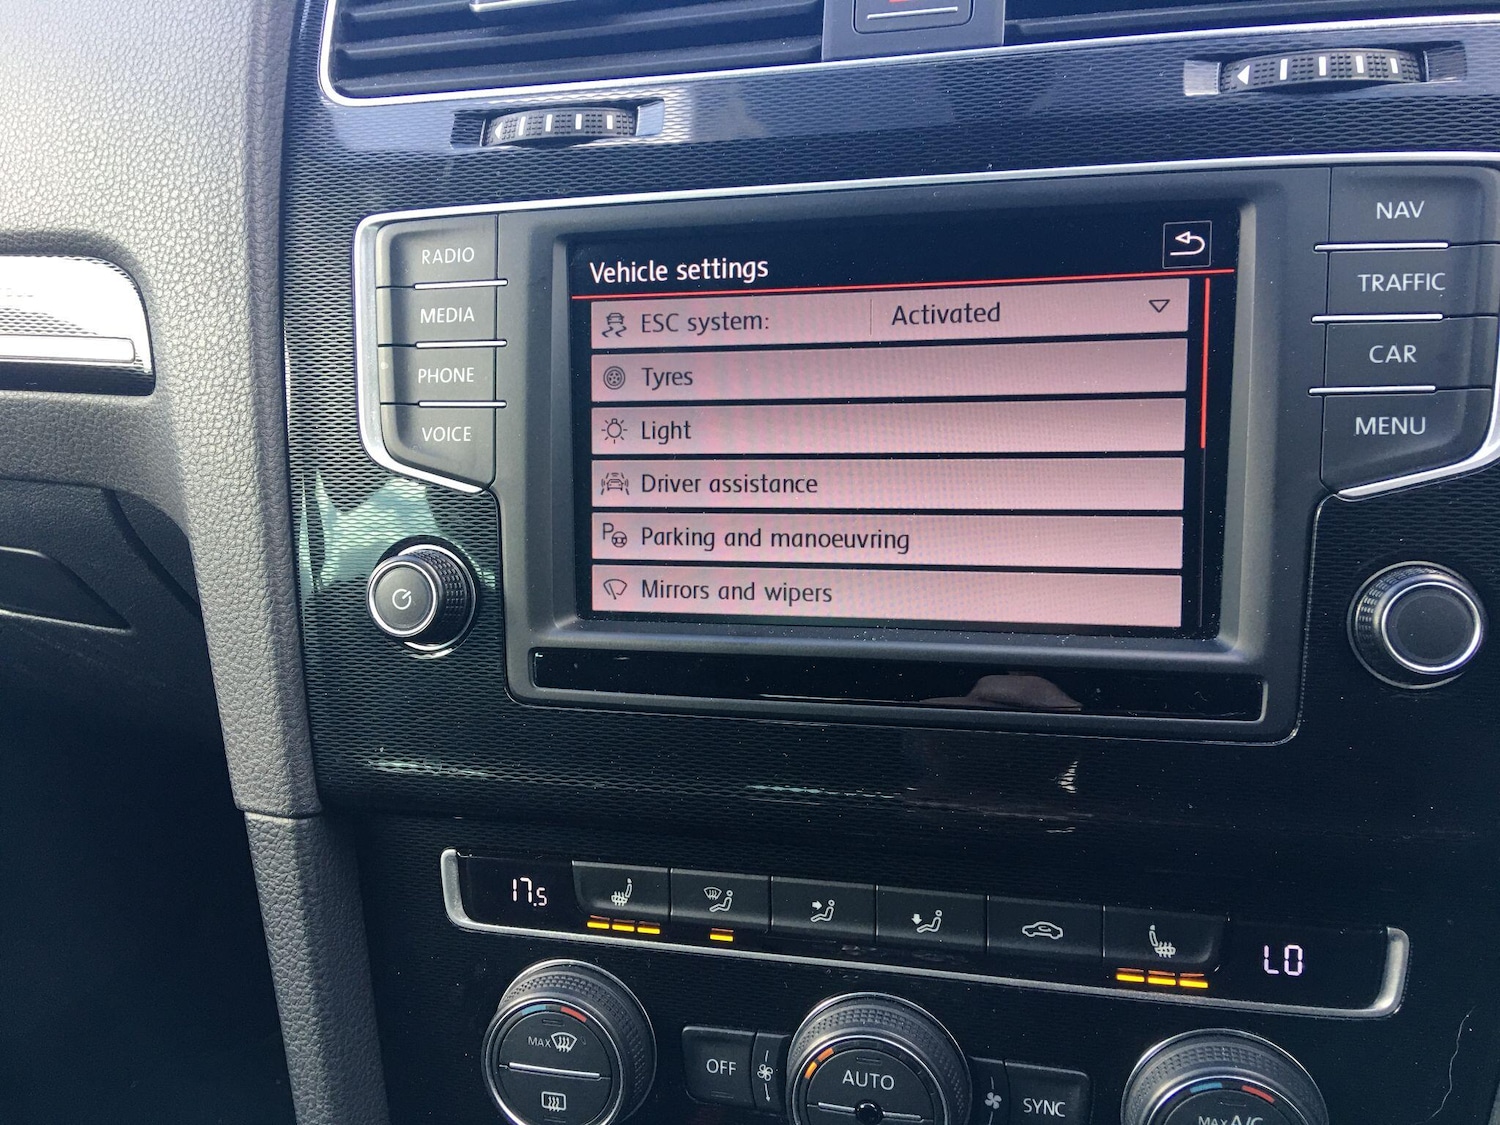 RADIO
MEDIA
PHONE
VOICE
Vehicle settings
ESC system: Activated
Tyres
Light
Driver assistance
Parking and manoeuvring
Mirrors and wipers
NAV
TRAFFIC
CAR
MENU
17.5
LO
MAX
OFF
AUTO
SYNC
MAX A/C